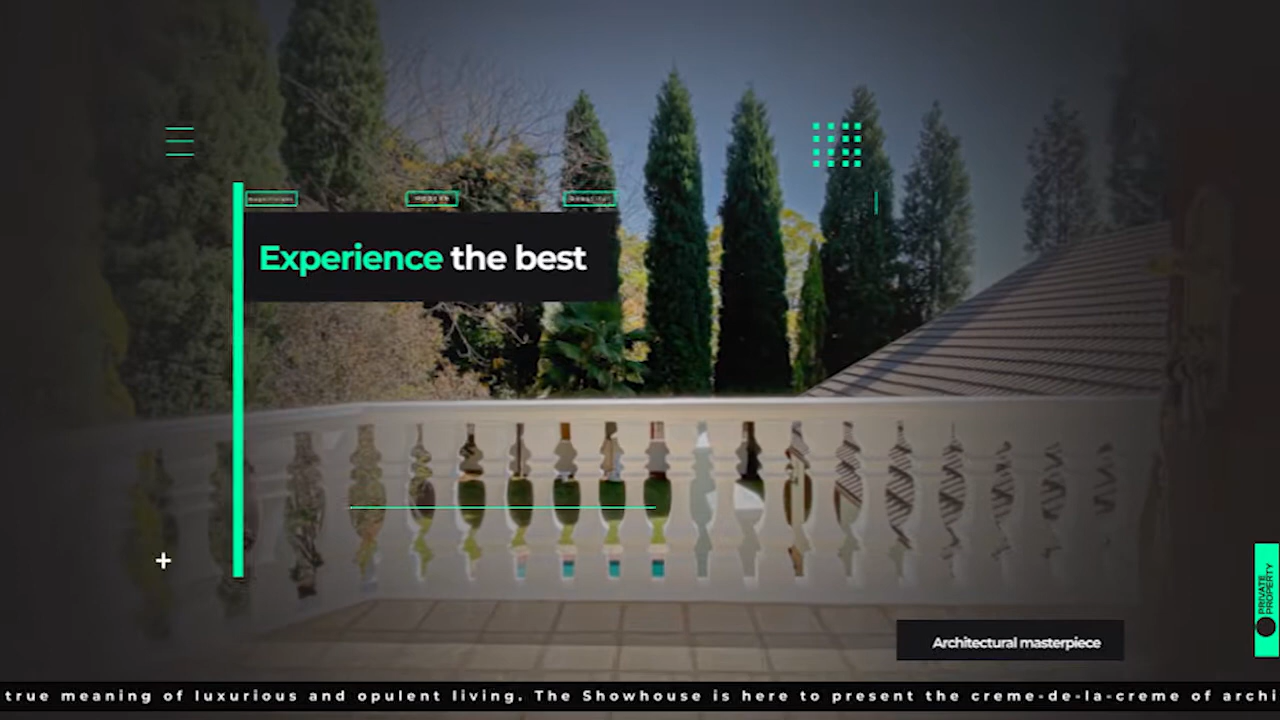 Experience the best
Architectural masterpiece
PRIVATE
PROPERTY
true meaning of luxurious and opulent living. The Showhouse is here to present the creme-de-la-creme of archi